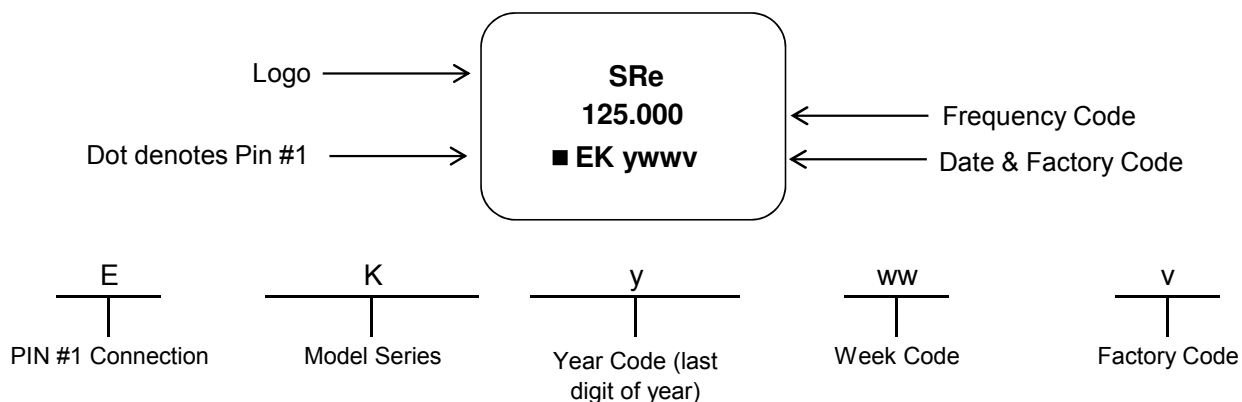 Logo
SRe
125.000
Frequency Code
Dot denotes Pin #1
■ EK ywwv
Date & Factory Code
E
K
y
ww
v
PIN #1 Connection
Model Series
Year Code (last
digit of year)
Week Code
Factory Code